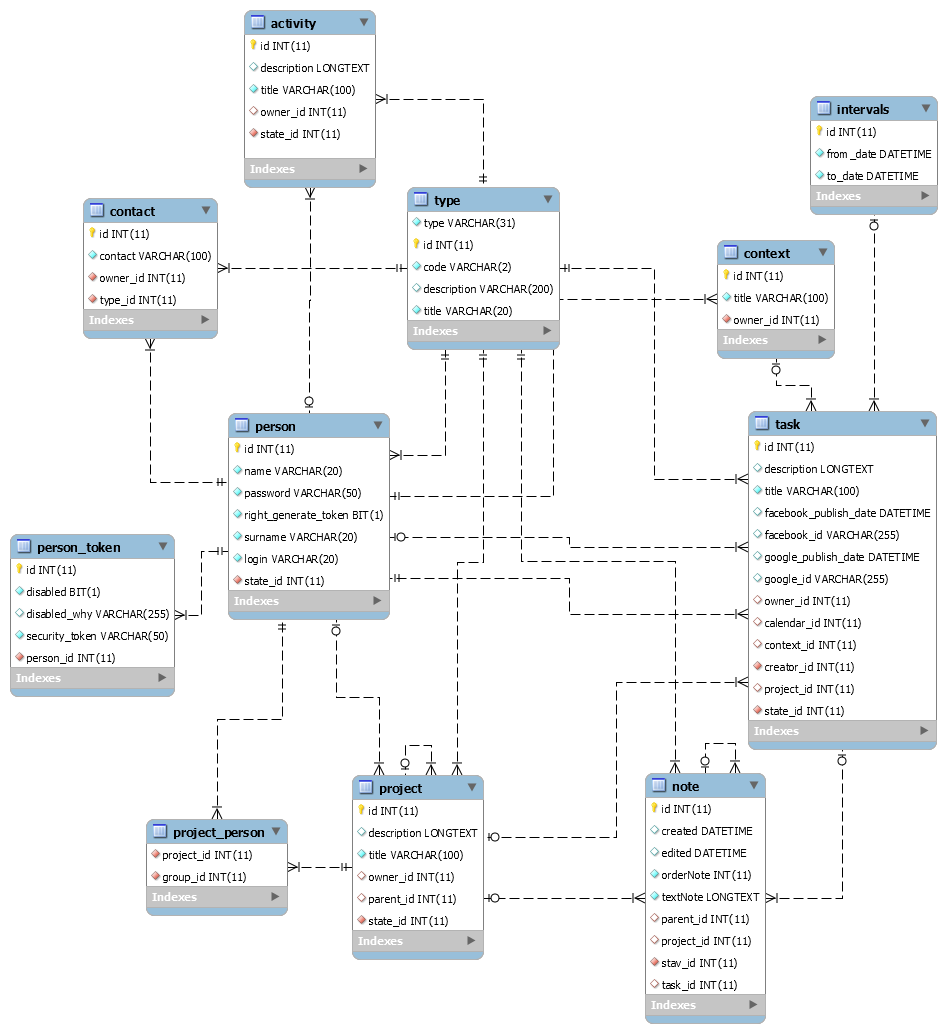 activity
id INT(11)
description LONGTEXT
title VARCHAR(100)
owner_id INT(11)
state_id INT(11)
Indexes
intervals
id INT(11)
from_date DATETIME
to_date DATETIME
Indexes
type
type VARCHAR(31)
id INT(11)
code VARCHAR(2)
description VARCHAR(200)
title VARCHAR(20)
Indexes
contact
id INT(11)
contact VARCHAR(100)
owner_id INT(11)
type_id INT(11)
Indexes
context
id INT(11)
title VARCHAR(100)
owner_id INT(11)
Indexes
person
id INT(11)
name VARCHAR(20)
password VARCHAR(50)
right_generate_token BIT(1)
surname VARCHAR(20)
login VARCHAR(20)
state_id INT(11)
Indexes
task
id INT(11)
description LONGTEXT
title VARCHAR(100)
facebook_publish_date DATETIME
facebook_id VARCHAR(255)
google_publish_date DATETIME
google_id VARCHAR(255)
owner_id INT(11)
calendar_id INT(11)
context_id INT(11)
creator_id INT(11)
project_id INT(11)
state_id INT(11)
Indexes
person_token
id INT(11)
disabled BIT(1)
disabled_why VARCHAR(255)
security_token VARCHAR(50)
person_id INT(11)
Indexes
project_person
project_id INT(11)
group_id INT(11)
Indexes
project
id INT(11)
description LONGTEXT
title VARCHAR(100)
owner_id INT(11)
parent_id INT(11)
state_id INT(11)
Indexes
note
id INT(11)
created DATETIME
edited DATETIME
orderNote INT(11)
textNote LONGTEXT
parent_id INT(11)
project_id INT(11)
stav_id INT(11)
task_id INT(11)
Indexes